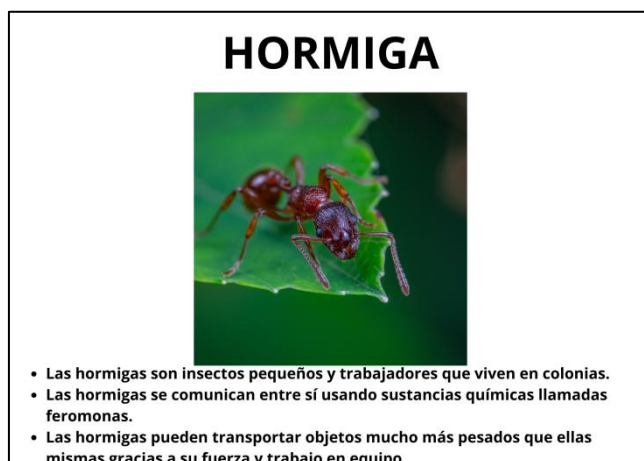 HORMIGA
• Las hormigas son insectos pequeños y trabajadores que viven en colonias.
• Las hormigas se comunican entre sí usando sustancias químicas llamadas
feromonas.
• Las hormigas pueden transportar objetos mucho más pesados que ellas
mismas gracias a su fuerza y trabajo en equipo